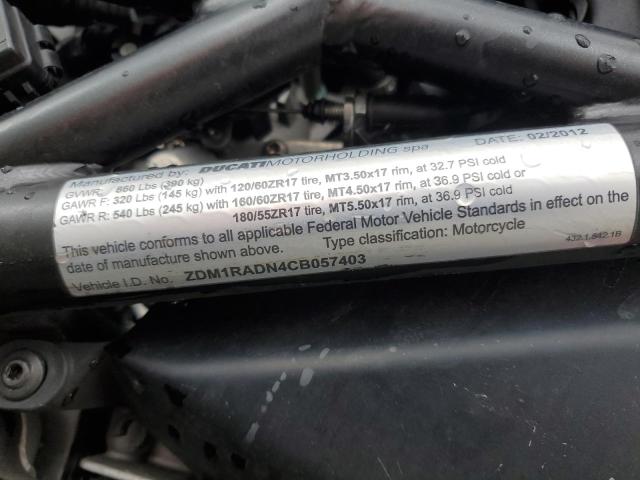 Manufactured by: DUCATIMOTORHOLDING spa DATE: 02/2012
GVWR: 860 Lbs (390 kg)
GAWR F: 320 Lbs (145 kg) with 120/60ZR17 tire, MT3.50x17 rim, at 32.7 PSI cold
GAWR R: 540 Lbs (245 kg) with 160/60ZR17 tire, MT4.50x17 rim, at 36.9 PSI cold or
180/55ZR17 tire, MT5.50x17 rim, at 36.9 PSI cold
This vehicle conforms to all applicable Federal Motor Vehicle Standards in effect on the
date of manufacture shown above. Type classification: Motorcycle
Vehicle I.D. No. ZDM1RADN4CB057403
432.1.842.1B